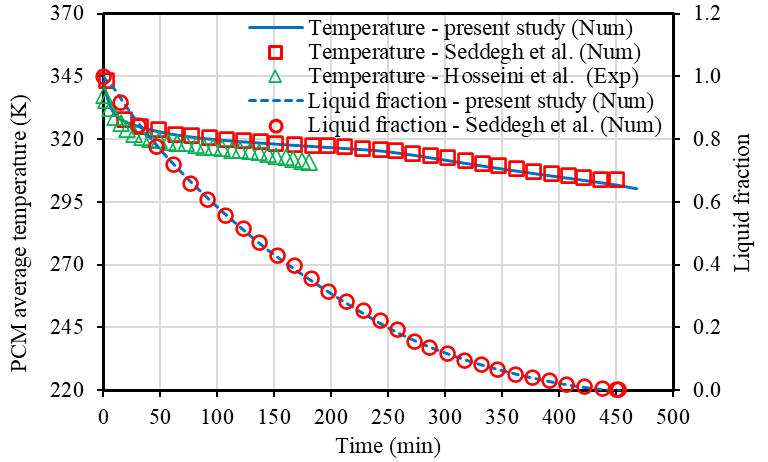 Temperature - present study (Num)
Temperature - Seddegh et al. (Num)
Temperature - Hosseini et al. (Exp)
Liquid fraction - present study (Num)
Liquid fraction - Seddegh et al. (Num)
PCM average temperature (K)
370
345
320
295
270
245
220
1.2
1.0
0.8
0.6
0.4
0.2
0.0
Liquid fraction
0 50 100 150 200 250 300 350 400 450 500
Time (min)